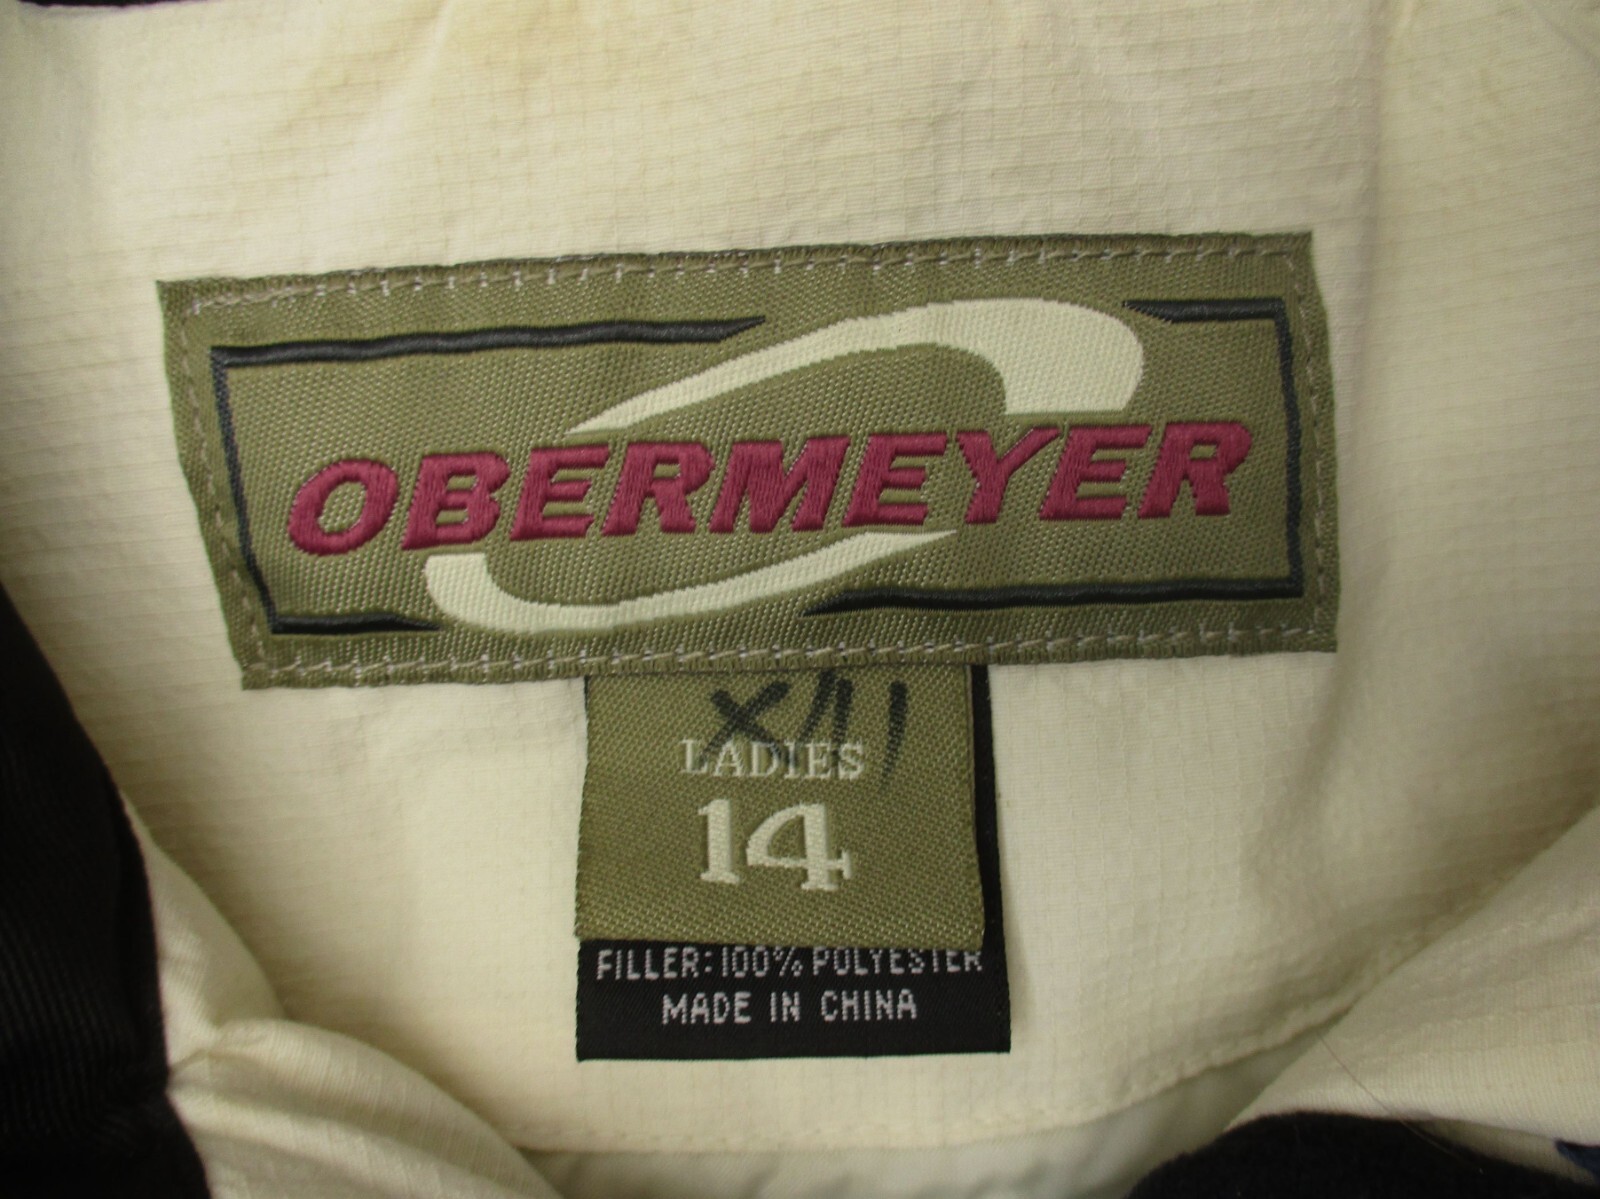 OBERMEYER
LADIES
14
FILLER: 100% POLYESTER
MADE IN CHINA